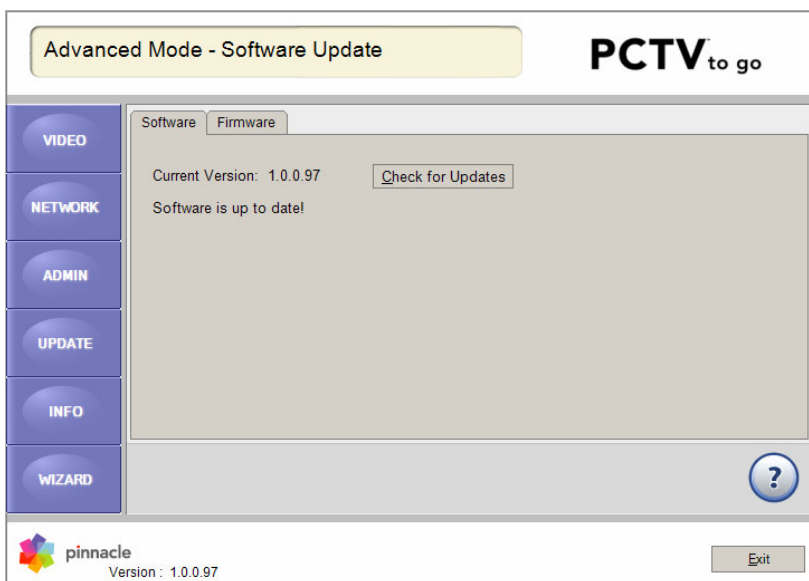 Advanced Mode - Software Update
PCTV to go
Software Firmware
VIDEO
Current Version: 1.0.0.97 Check for Updates
NETWORK
Software is up to date!
ADMIN
UPDATE
INFO
WIZARD
?
pinnacle
Version : 1.0.0.97
Exit